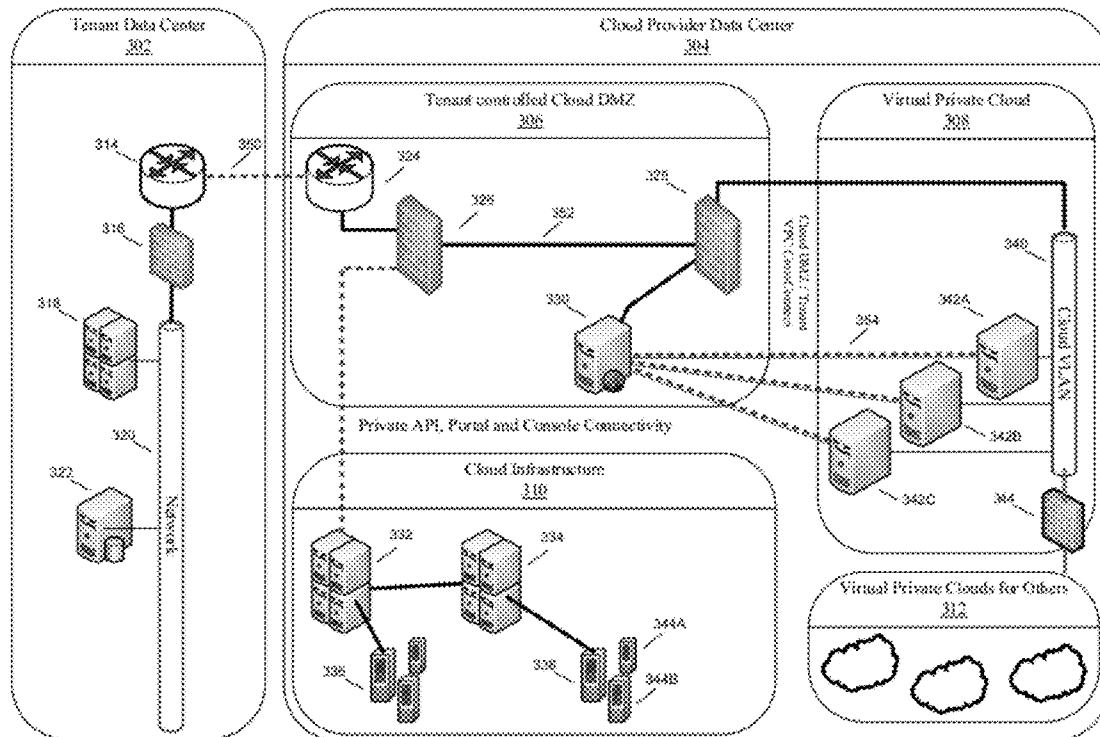 Tenant Data Center
302
Cloud Provider Data Center
304
Tenant controlled Cloud DMZ
306
Virtual Private Cloud
308
314
350
324
326
352
328
316
318
320
Network
322
330
Cloud DMZ / Tenant
VPC Connectors
354
340
Cloud VLAN
342A
342B
342C
344
Private API, Portal and Console Connectivity
Cloud Infrastructure
310
332
334
336
338
344A
344B
Virtual Private Clouds for Others
312